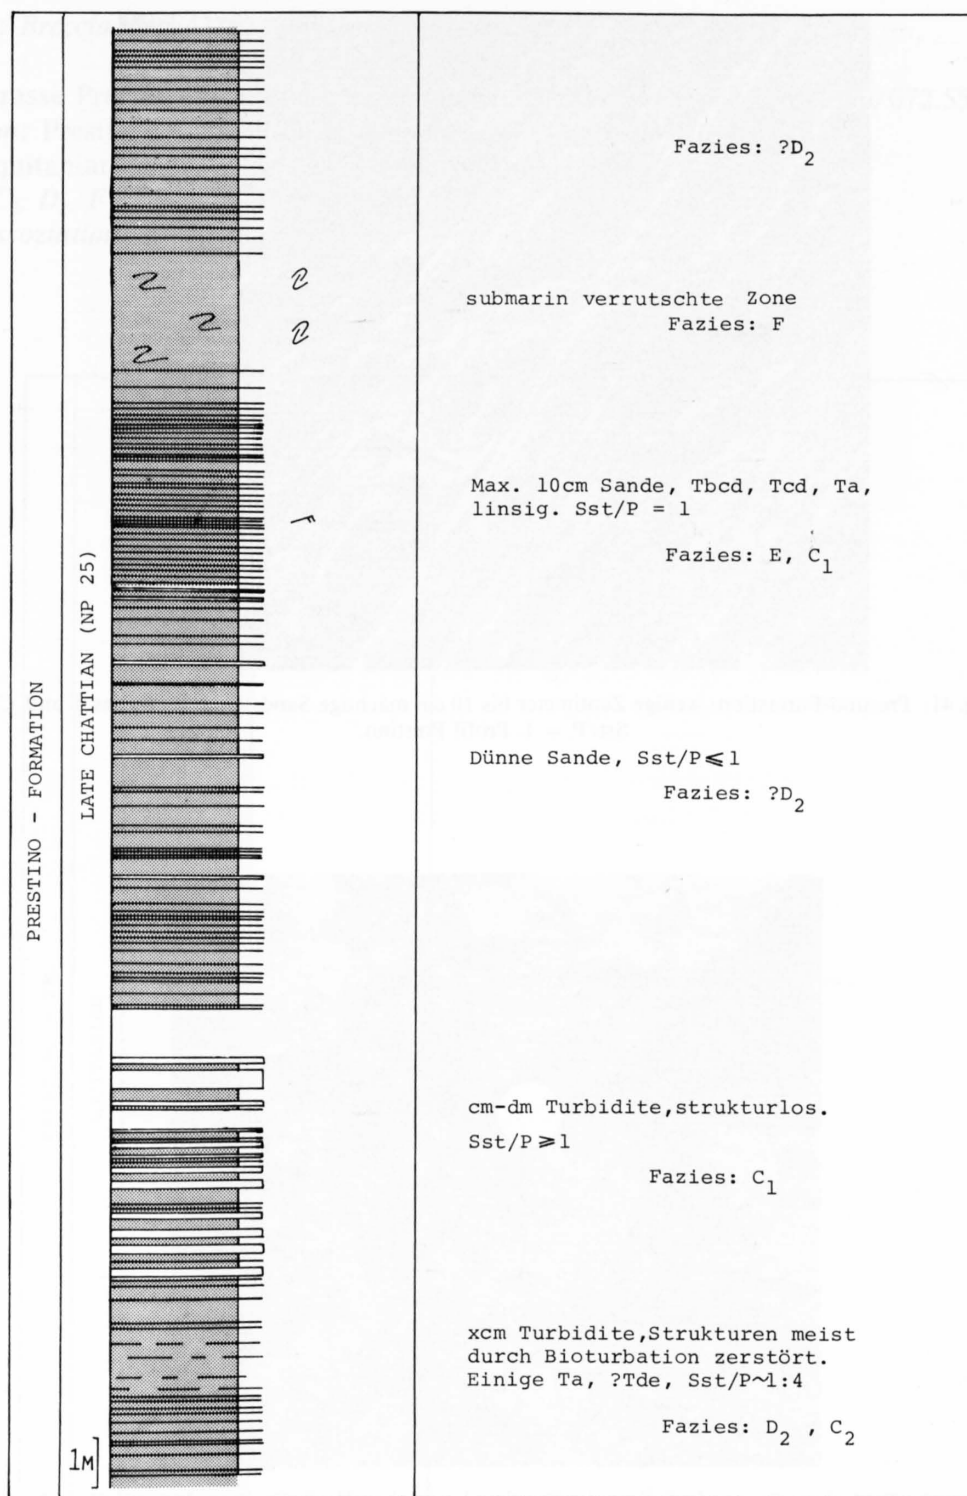 Fazies: ?D2
submarin verrutschte Zone
Fazies: F
Max. 10cm Sande, Tbcd, Tcd, Ta,
linsig. Sst/P = 1
Fazies: E, C1
Dünne Sande, Sst/P⩽1
Fazies: ?D2
cm-dm Turbidite,strukturlos.
Sst/P⩾1
Fazies: C1
xcm Turbidite,Strukturen meist
durch Bioturbation zerstört.
Einige Ta, ?Tde, Sst/P~1:4
Fazies: D2 , C2
PRESTINO - FORMATION
LATE CHATTIAN (NP 25)
1M